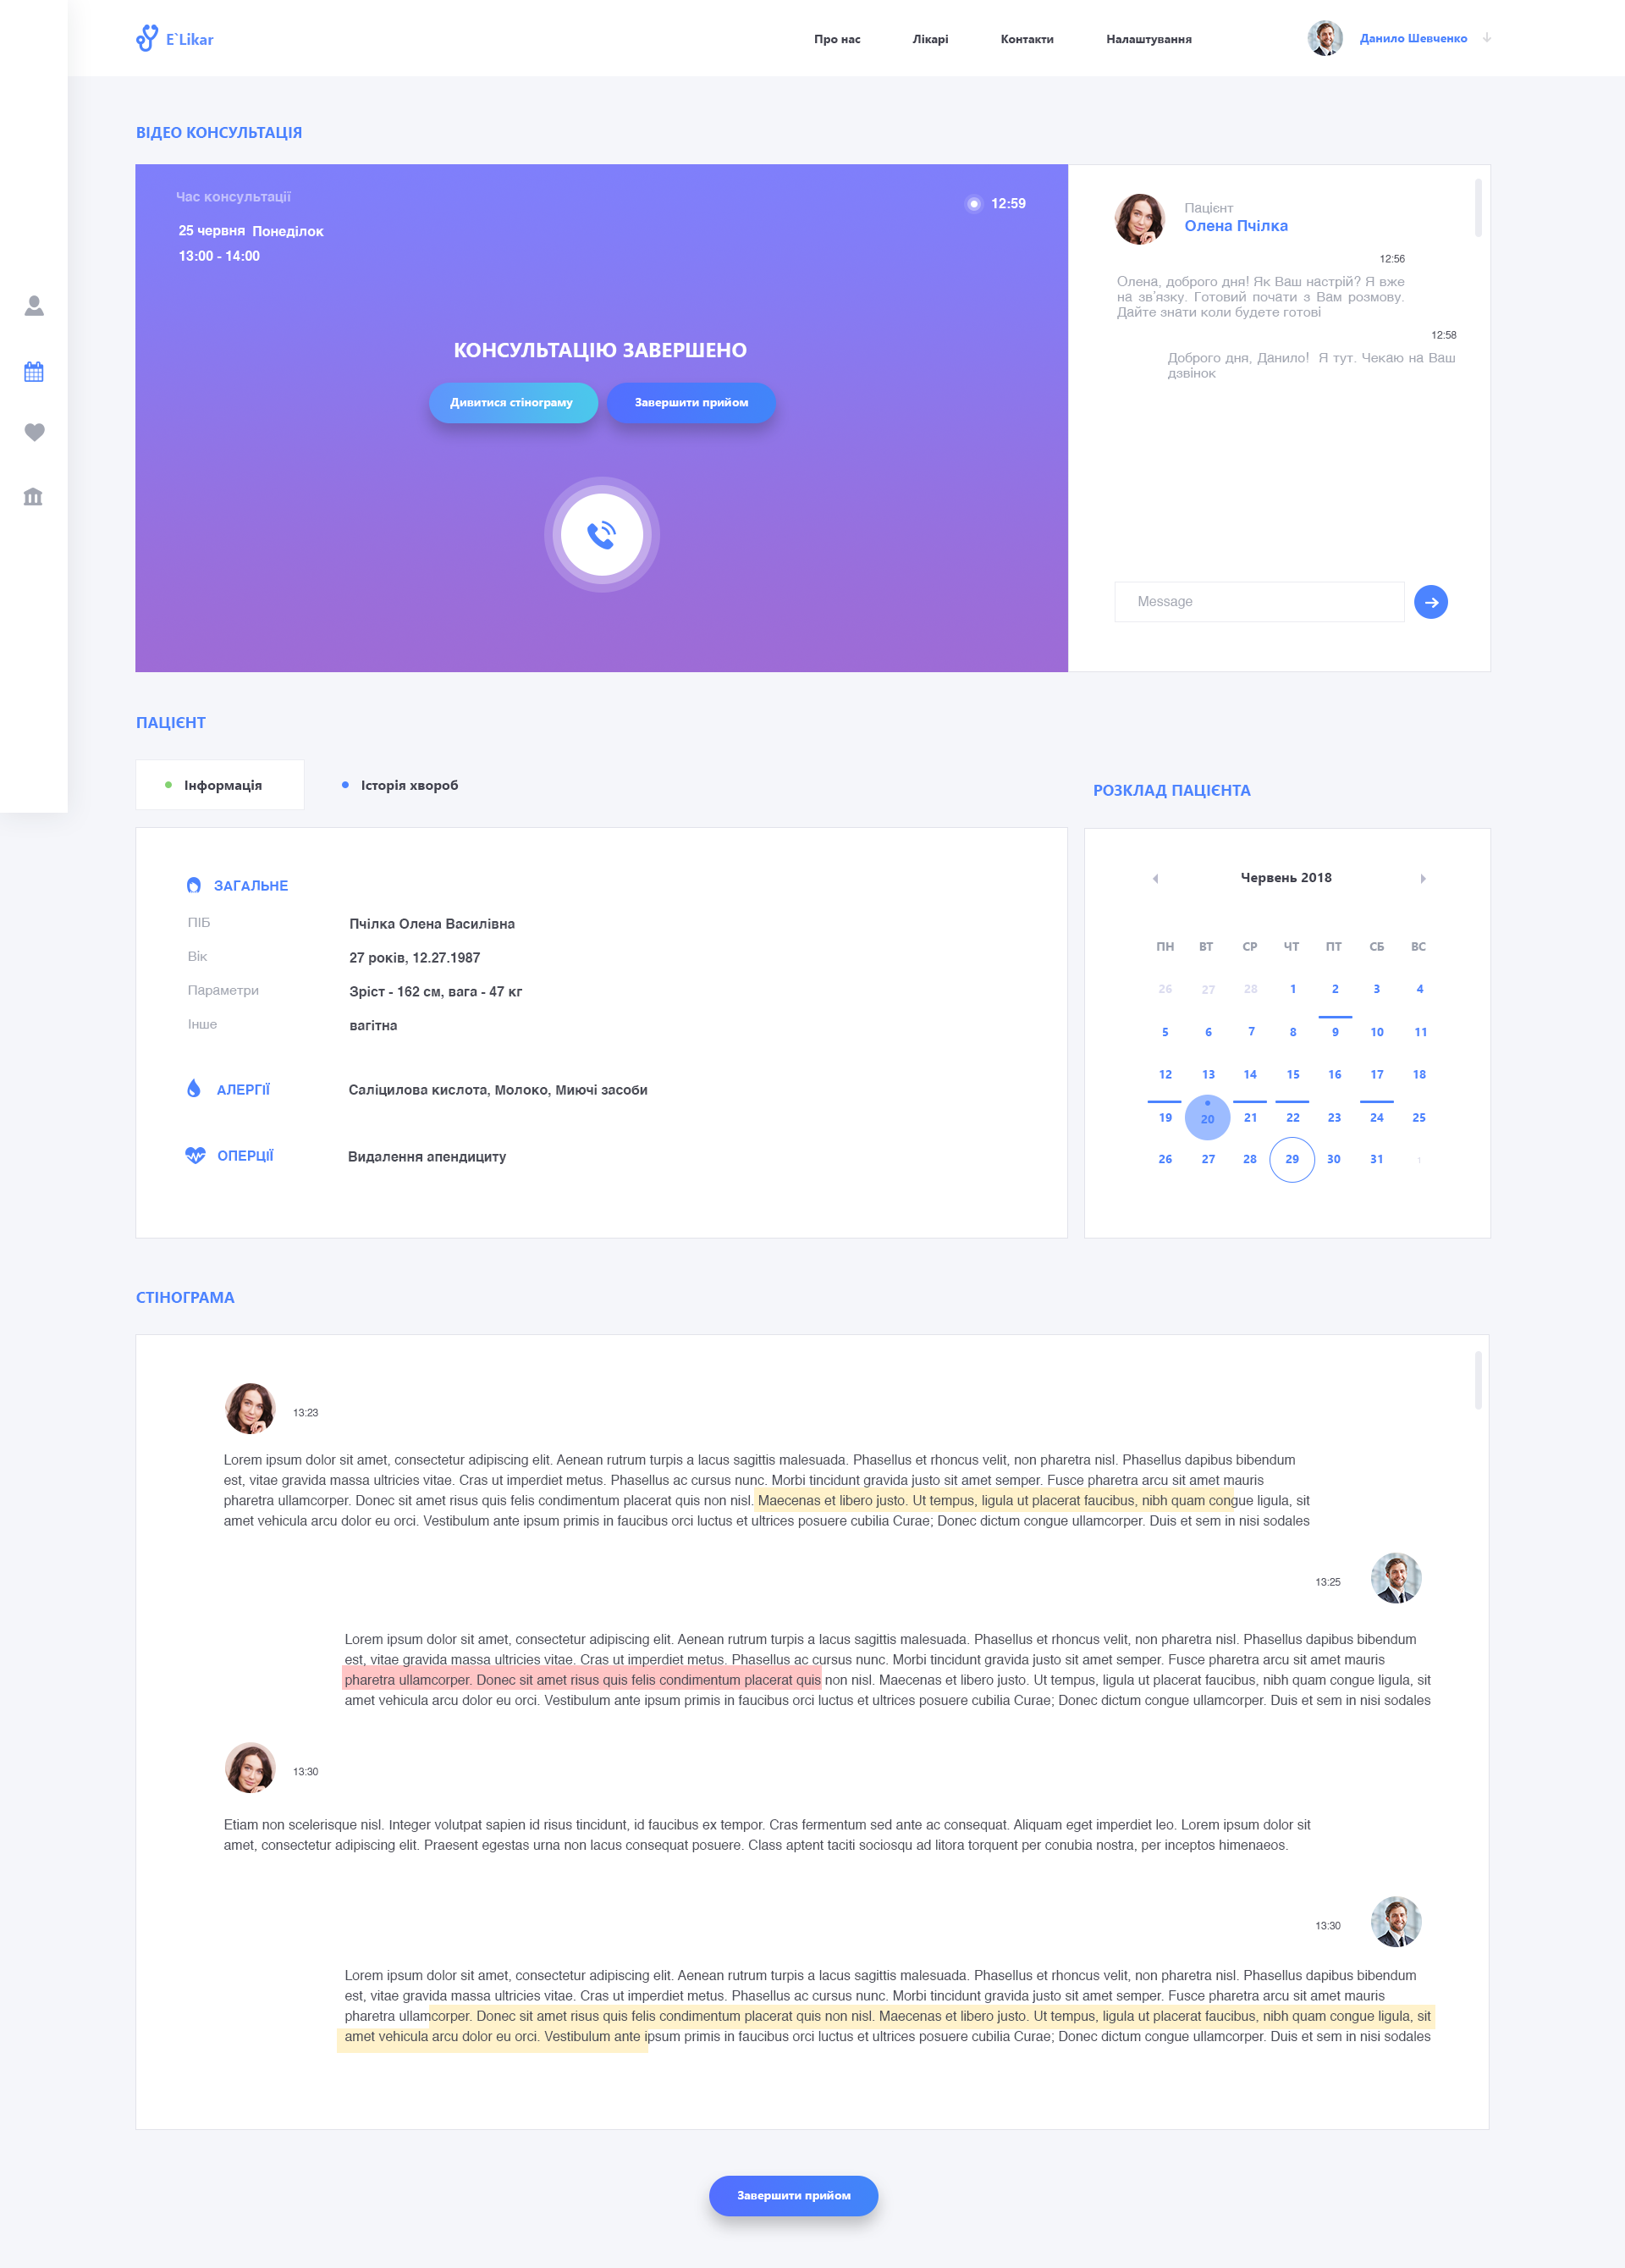 E`Likar
Про нас
Лікарі
Контакти
Налаштування
Данило Шевченко
ВІДЕО КОНСУЛЬТАЦІЯ
Час консультації
12:59
25 червня Понеділок
13:00 - 14:00
КОНСУЛЬТАЦІЮ ЗАВЕРШЕНО
Дивитися стінограму
Завершити прийом
Пацієнт
Олена Пчілка
12:56
Олена, доброго дня! Як Ваш настрій? Я вже
на зв'язку. Готовий почати з Вам розмову.
Дайте знати коли будете готові
12:58
Доброго дня, Данило! Я тут. Чекаю на Ваш
дзвінок
Message
ПАЦІЄНТ
Інформація
Історія хвороб
РОЗКЛАД ПАЦІЄНТА
ЗАГАЛЬНЕ
ПІБ Пчілка Олена Василівна
Вік 27 років, 12.27.1987
Параметри Зріст - 162 см, вага - 47 кг
Інше вагітна
АЛЕРГІЇ Саліцилова кислота, Молоко, Миючі засоби
ОПЕРЦІЇ Видалення апендициту
Червень 2018
ПН ВТ СР ЧТ ПТ СБ ВС
26 27 28 1 2 3 4
5 6 7 8 9 10 11
12 13 14 15 16 17 18
19 20 21 22 23 24 25
26 27 28 29 30 31 1
СТІНОГРАМА
13:23
Lorem ipsum dolor sit amet, consectetur adipiscing elit. Aenean rutrum turpis a lacus sagittis malesuada. Phasellus et rhoncus velit, non pharetra nisl. Phasellus dapibus bibendum
est, vitae gravida massa ultricies vitae. Cras ut imperdiet metus. Phasellus ac cursus nunc. Morbi tincidunt gravida justo sit amet semper. Fusce pharetra arcu sit amet mauris
pharetra ullamcorper. Donec sit amet risus quis felis condimentum placerat quis non nisl. Maecenas et libero justo. Ut tempus, ligula ut placerat faucibus, nibh quam congue ligula, sit
amet vehicula arcu dolor eu orci. Vestibulum ante ipsum primis in faucibus orci luctus et ultrices posuere cubilia Curae; Donec dictum congue ullamcorper. Duis et sem in nisi sodales
13:25
Lorem ipsum dolor sit amet, consectetur adipiscing elit. Aenean rutrum turpis a lacus sagittis malesuada. Phasellus et rhoncus velit, non pharetra nisl. Phasellus dapibus bibendum
est, vitae gravida massa ultricies vitae. Cras ut imperdiet metus. Phasellus ac cursus nunc. Morbi tincidunt gravida justo sit amet semper. Fusce pharetra arcu sit amet mauris
pharetra ullamcorper. Donec sit amet risus quis felis condimentum placerat quis non nisl. Maecenas et libero justo. Ut tempus, ligula ut placerat faucibus, nibh quam congue ligula, sit
amet vehicula arcu dolor eu orci. Vestibulum ante ipsum primis in faucibus orci luctus et ultrices posuere cubilia Curae; Donec dictum congue ullamcorper. Duis et sem in nisi sodales
13:30
Etiam non scelerisque nisl. Integer volutpat sapien id risus tincidunt, id faucibus ex tempor. Cras fermentum sed ante ac consequat. Aliquam eget imperdiet leo. Lorem ipsum dolor sit
amet, consectetur adipiscing elit. Praesent egestas urna non lacus consequat posuere. Class aptent taciti sociosqu ad litora torquent per conubia nostra, per inceptos himenaeos.
13:30
Lorem ipsum dolor sit amet, consectetur adipiscing elit. Aenean rutrum turpis a lacus sagittis malesuada. Phasellus et rhoncus velit, non pharetra nisl. Phasellus dapibus bibendum
est, vitae gravida massa ultricies vitae. Cras ut imperdiet metus. Phasellus ac cursus nunc. Morbi tincidunt gravida justo sit amet semper. Fusce pharetra arcu sit amet mauris
pharetra ullamcorper. Donec sit amet risus quis felis condimentum placerat quis non nisl. Maecenas et libero justo. Ut tempus, ligula ut placerat faucibus, nibh quam congue ligula, sit
amet vehicula arcu dolor eu orci. Vestibulum ante ipsum primis in faucibus orci luctus et ultrices posuere cubilia Curae; Donec dictum congue ullamcorper. Duis et sem in nisi sodales
Завершити прийом